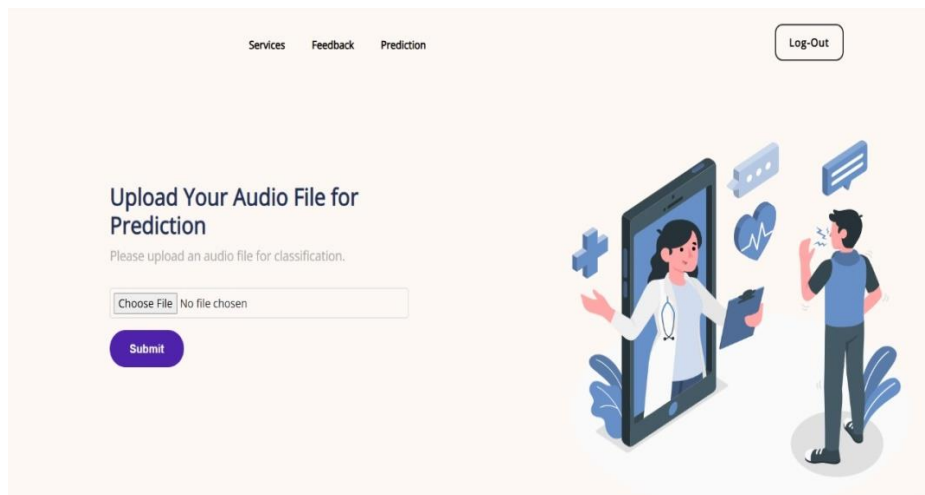 Services Feedback Prediction Log-Out
Upload Your Audio File for
Prediction
Please upload an audio file for classification.
Choose File No file chosen
Submit